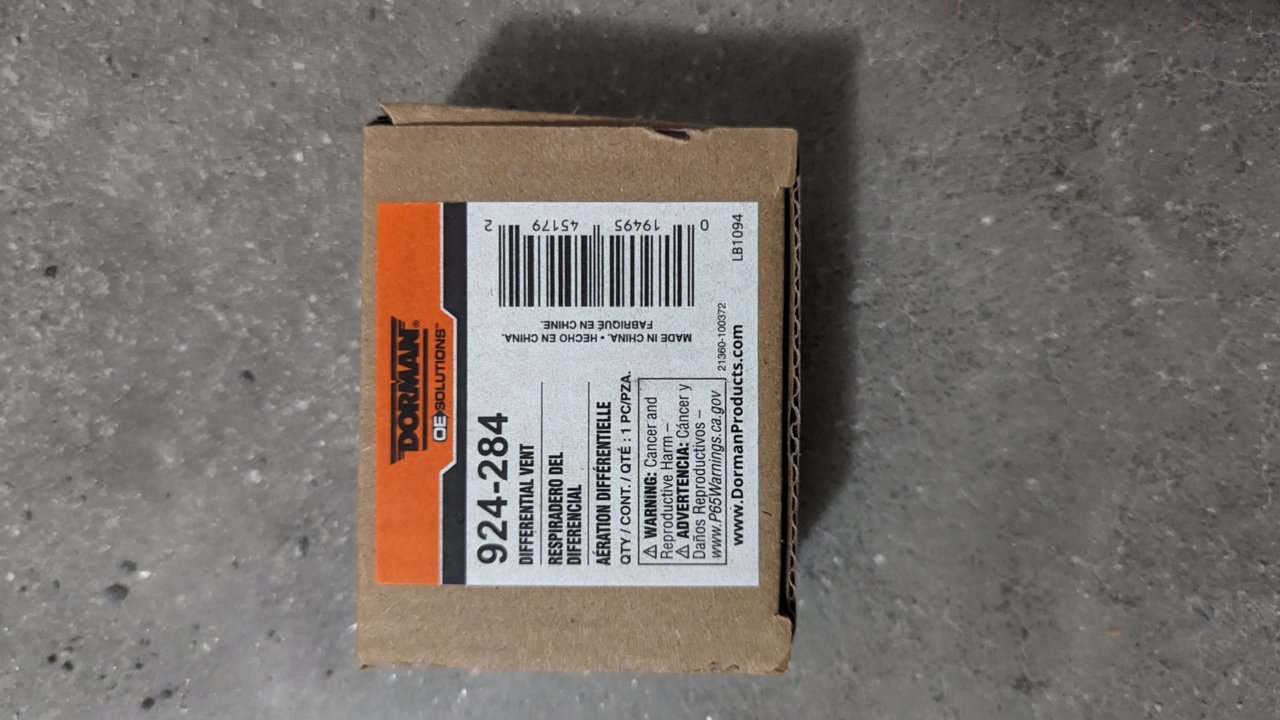 DORMAN®
OE SOLUTIONS™
924-284
DIFFERENTIAL VENT
RESPIRADERO DEL
DIFERENCIAL
AÉRATION DIFFÉRENTIELLE
QTY / CONT. / QTÉ : 1 PC/PZA.
⚠ WARNING: Cancer and
Reproductive Harm –
⚠ ADVERTENCIA: Cáncer y
Daños Reproductivos –
www.P65Warnings.ca.gov
www.DormanProducts.com
21360-100372
MADE IN CHINA. • HECHO EN CHINA.
FABRIQUÉ EN CHINE.
0 19495 45179 2
LB1094